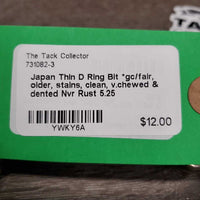 TACK
The Tack Collector
731082-3
Japan Thin D Ring Bit *gc/fair,
older, stains, clean, v.chewed &
dented Nvr Rust 5.25
YWKY6A
$12.00